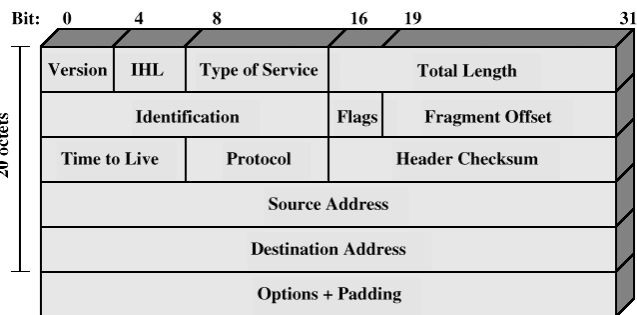 Bit: 0 4 8 16 19 31
Version IHL Type of Service Total Length
Identification Flags Fragment Offset
Time to Live Protocol Header Checksum
Source Address
Destination Address
Options + Padding
20 octets